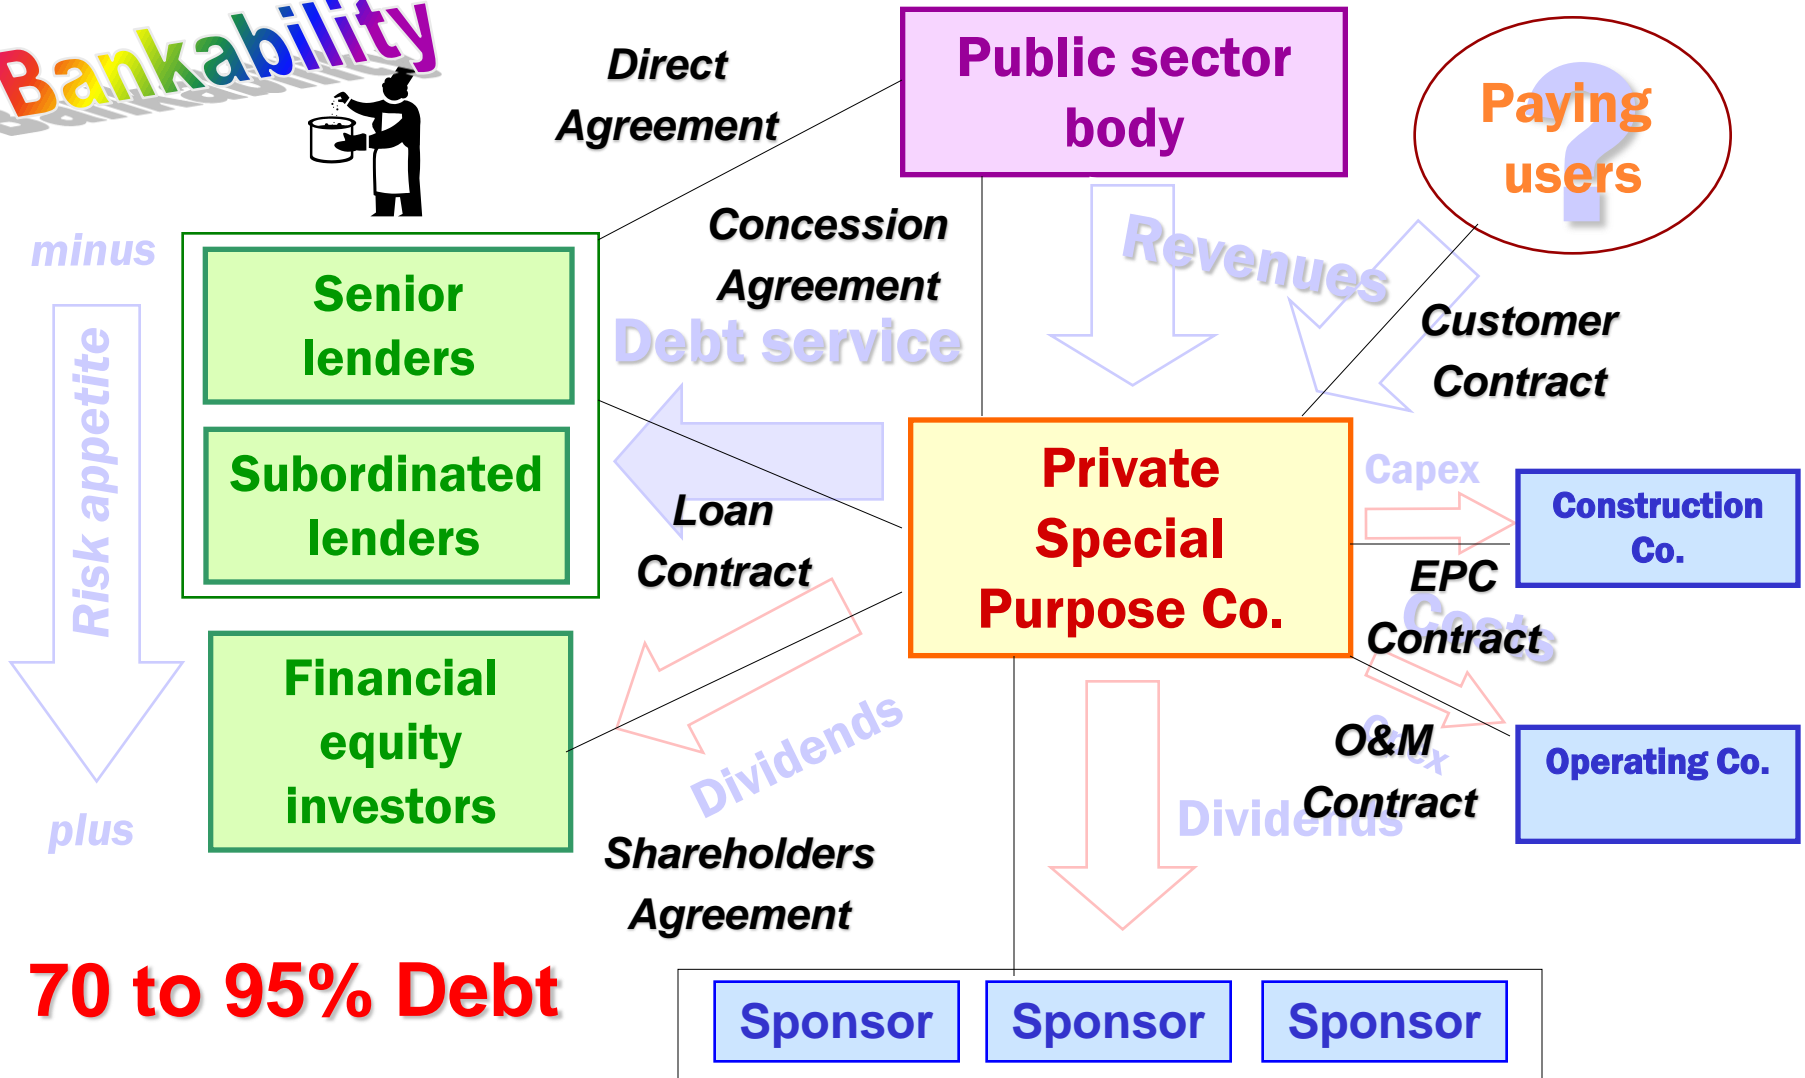 Bankability
Direct
Agreement
Public sector
body
?
Paying
users
minus
Risk appetite
plus
Senior
lenders
Subordinated
lenders
Financial
equity
investors
Concession
Agreement
Revenues
Debt service
Customer
Contract
Loan
Contract
Private
Special
Purpose Co.
Capex
Construction
Co.
EPC
Contract
Costs
O&M
Contract
Opex
Operating Co.
Dividends
Dividends
Shareholders
Agreement
70 to 95% Debt
Sponsor
Sponsor
Sponsor